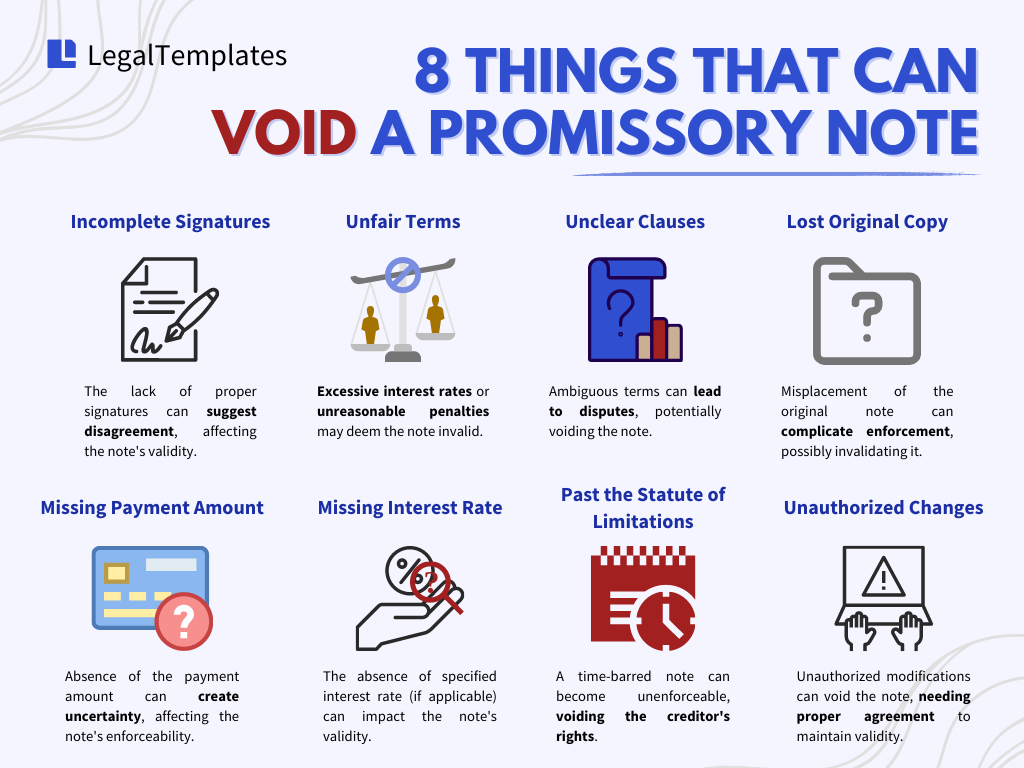 LegalTemplates
8 THINGS THAT CAN
VOID A PROMISSORY NOTE
Incomplete Signatures
The lack of proper
signatures can suggest
disagreement, affecting
the note's validity.
Unfair Terms
Excessive interest rates or
unreasonable penalties
may deem the note invalid.
Unclear Clauses
?
Ambiguous terms can lead
to disputes, potentially
voiding the note.
Lost Original Copy
?
Misplacement of the
original note can
complicate enforcement,
possibly invalidating it.
Missing Payment Amount
?
Absence of the payment
amount can create
uncertainty, affecting the
note's enforceability.
Missing Interest Rate
%
?
The absence of specified
interest rate (if applicable)
can impact the note's
validity.
Past the Statute of
Limitations
A time-barred note can
become unenforceable,
voiding the creditor's
rights.
Unauthorized Changes
!
Unauthorized modifications
can void the note, needing
proper agreement to
maintain validity.